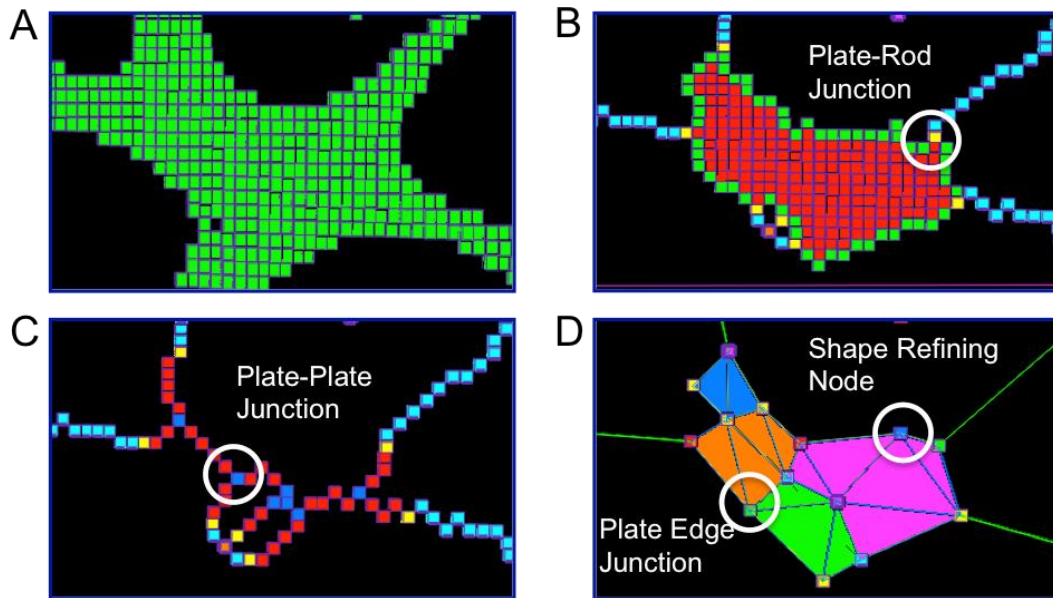 A
B
Plate-Rod
Junction
C
Plate-Plate
Junction
D
Shape Refining
Node
Plate Edge
Junction